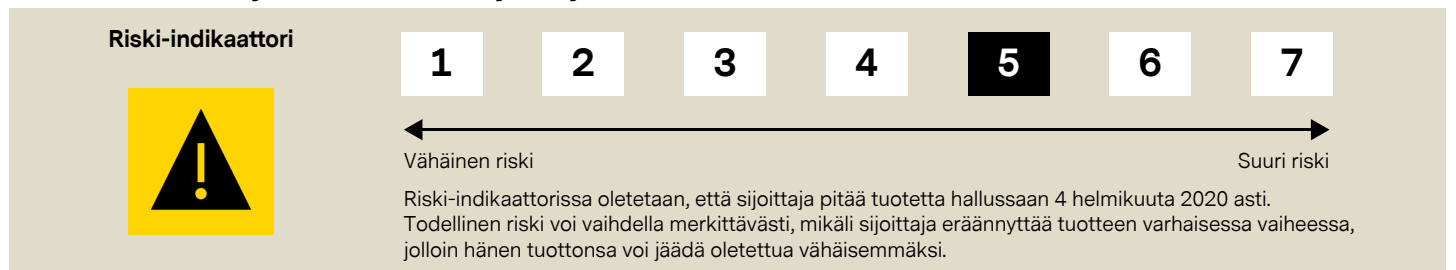 Riski-indikaattori
1 2 3 4 5 6 7
Vähäinen riski Suuri riski
Riski-indikaattorissa oletetaan, että sijoittaja pitää tuotetta hallussaan 4 helmikuuta 2020 asti.
Todellinen riski voi vaihdella merkittävästi, mikäli sijoittaja eräännyttää tuotteen varhaisessa vaiheessa,
jolloin hänen tuottonsa voi jäädä oletettua vähäisemmäksi.